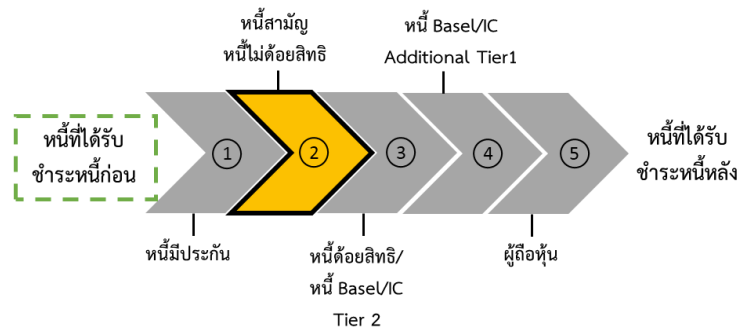 หนี้สามัญ
หนี้ไม่ด้อยสิทธิ
หนี้ Basel/IC
Additional Tier1
หนี้ที่ได้รับ
ชำระหนี้ก่อน
1
2
3
4
5
หนี้ที่ได้รับ
ชำระหนี้หลัง
หนี้มีประกัน
หนี้ด้อยสิทธิ/
หนี้ Basel/IC
Tier 2
ผู้ถือหุ้น